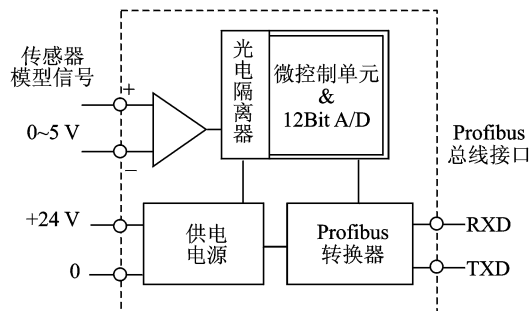 传感器
模型信号
+
0~5 V
−
光电隔离器
微控制单元
&
12Bit A/D
Profibus
总线接口
+24 V
0
供电
电源
Profibus
转换器
RXD
TXD